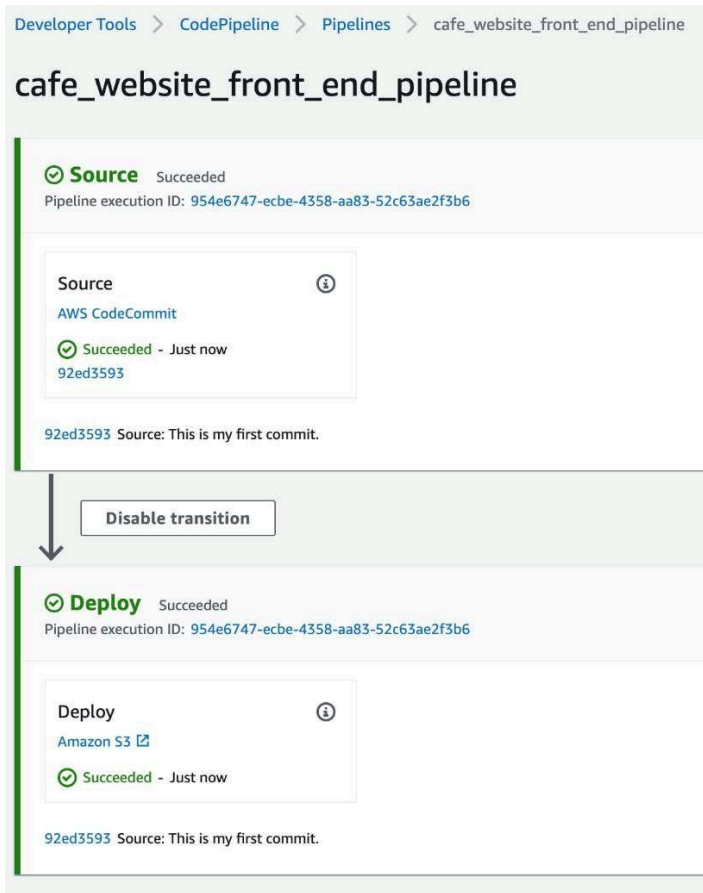 Developer Tools > CodePipeline > Pipelines > cafe_website_front_end_pipeline
cafe_website_front_end_pipeline
Source Succeeded
Pipeline execution ID: 954e6747-ecbe-4358-aa83-52c63ae2f3b6
Source
AWS CodeCommit
Succeeded - Just now
92ed3593
92ed3593 Source: This is my first commit.
Disable transition
Deploy Succeeded
Pipeline execution ID: 954e6747-ecbe-4358-aa83-52c63ae2f3b6
Deploy
Amazon S3
Succeeded - Just now
92ed3593 Source: This is my first commit.